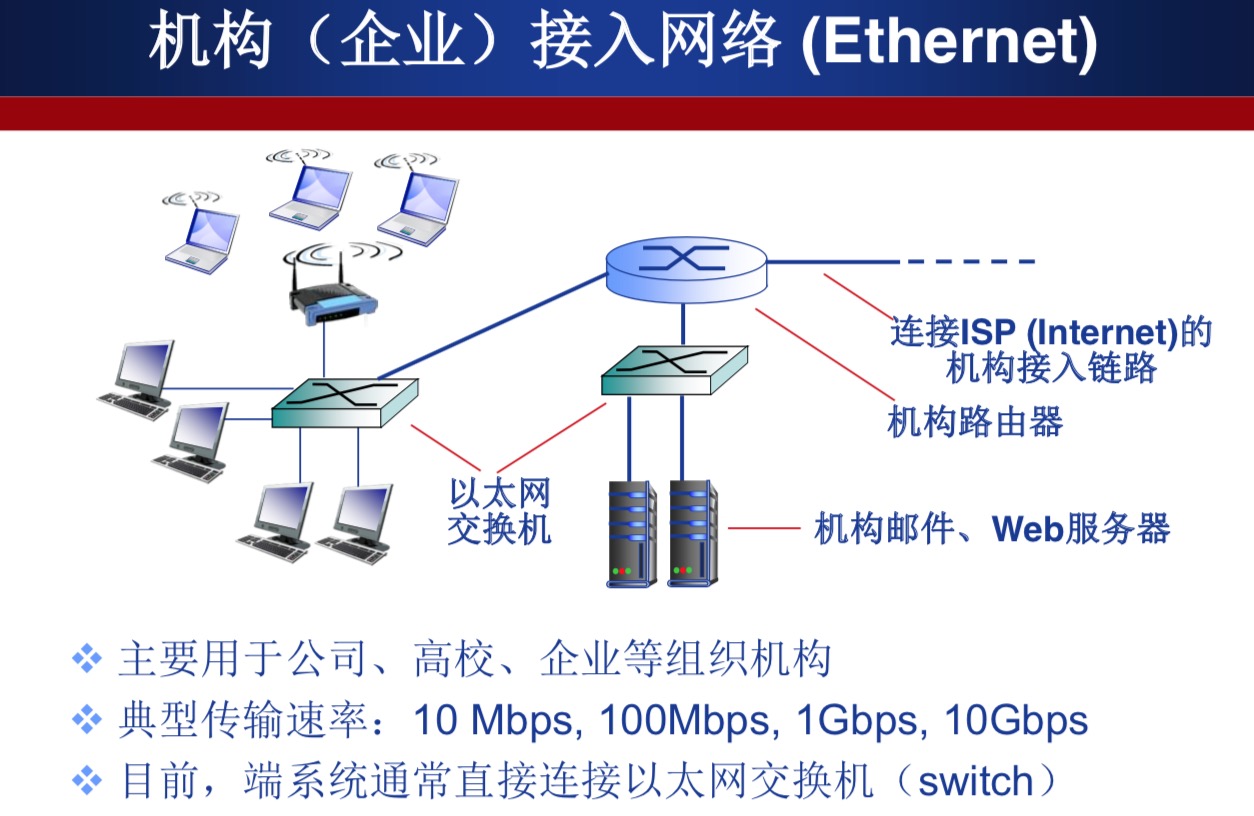 机构（企业）接入网络 (Ethernet)
连接ISP (Internet)的
机构接入链路
机构路由器
以太网
交换机
机构邮件、Web服务器
主要用于公司、高校、企业等组织机构
典型传输速率：10 Mbps, 100Mbps, 1Gbps, 10Gbps
目前，端系统通常直接连接以太网交换机（switch）